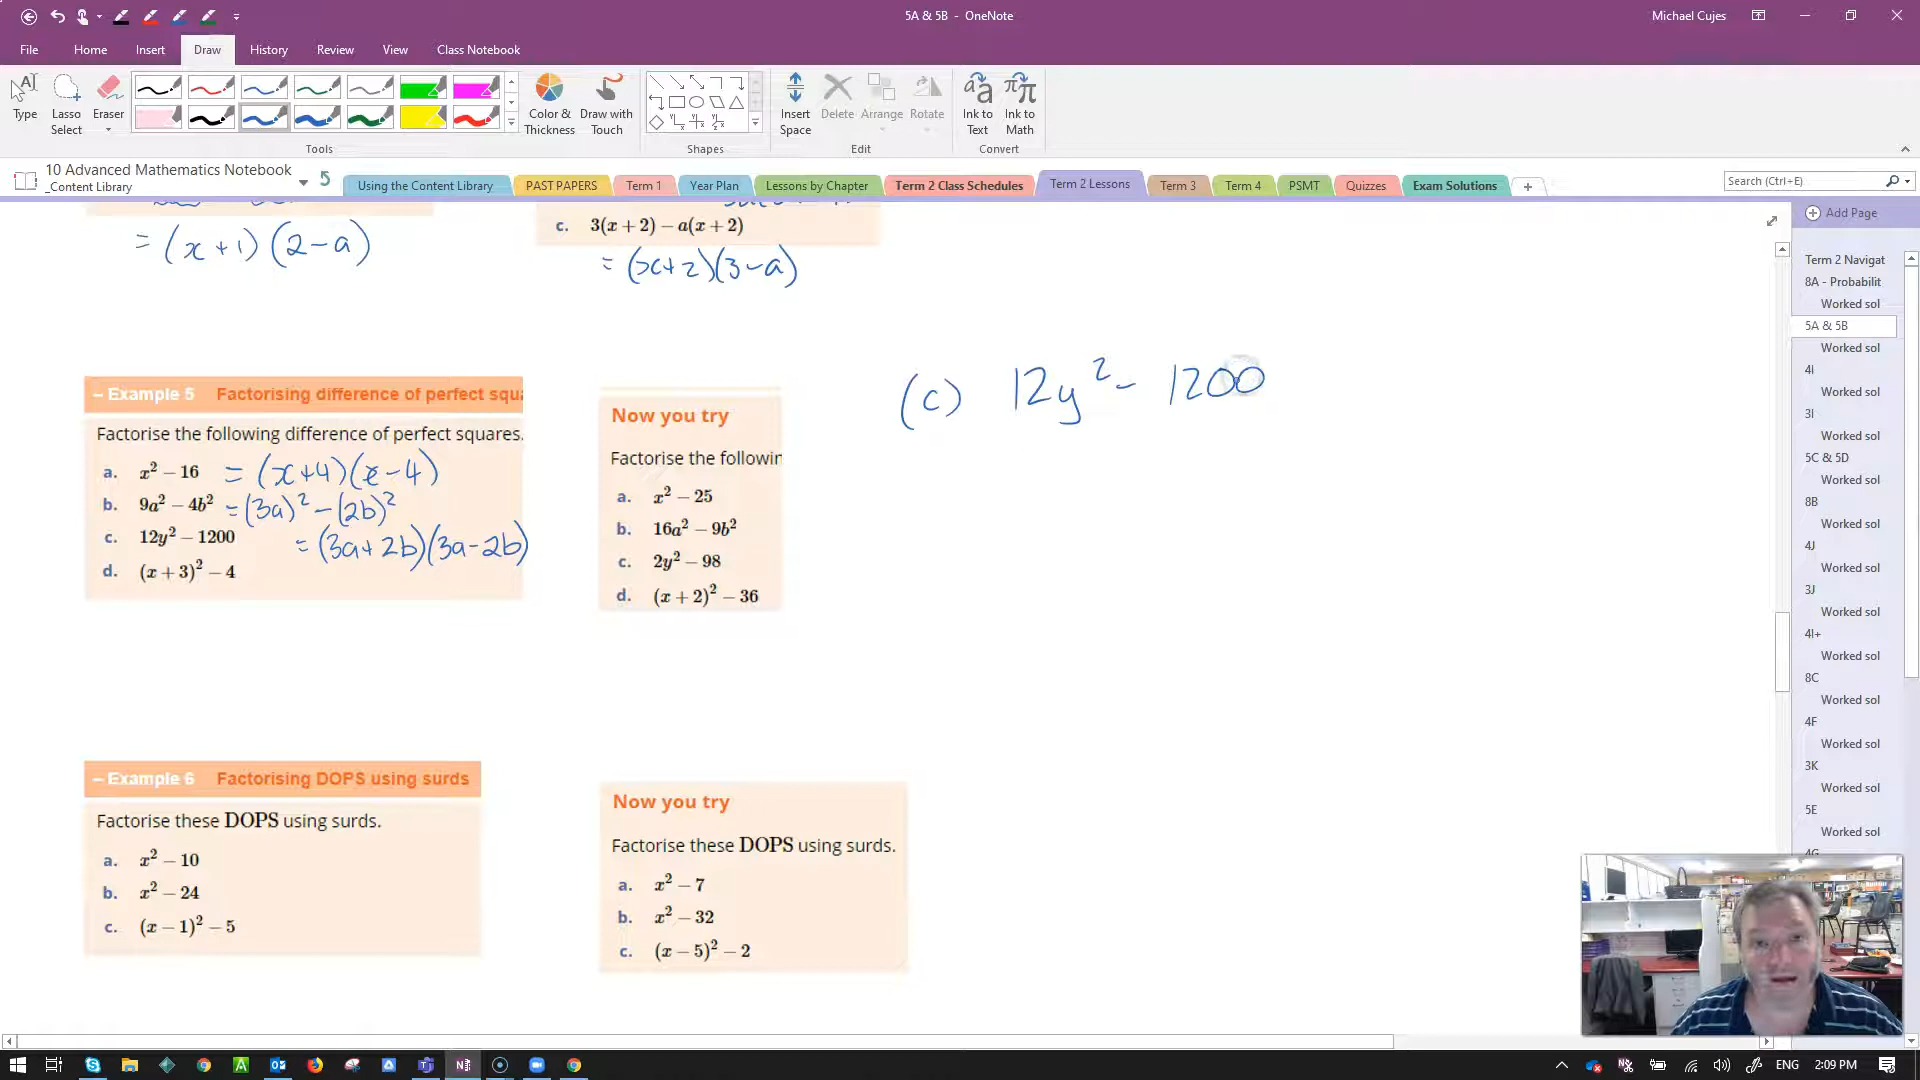 5A & 5B - OneNote
Michael Cujes
File Home Insert Draw History Review View Class Notebook
Type
Lasso Select
Eraser
Color & Thickness
Draw with Touch
Insert Space
Delete
Arrange
Rotate
Ink to Text
Ink to Math
Tools
Shapes
Edit
Convert
10 Advanced Mathematics Notebook
_Content Library
5
Using the Content Library
PAST PAPERS
Term 1
Year Plan
Lessons by Chapter
Term 2 Class Schedules
Term 2 Lessons
Term 3
Term 4
PSMT
Quizzes
Exam Solutions
Search (Ctrl+E)
Add Page
= (x+1)(2-a)
c. 3(x + 2) − a(x + 2)
= (x+2)(3-a)
– Example 5 Factorising difference of perfect squa
Factorise the following difference of perfect squares.
a. x² − 16 = (x+4)(x-4)
b. 9a² − 4b² = (3a)² - (2b)²
c. 12y² − 1200 = (3a+2b)(3a-2b)
d. (x + 3)² − 4
Now you try
Factorise the followin
a. x² − 25
b. 16a² − 9b²
c. 2y² − 98
d. (x + 2)² − 36
(c) 12y² - 1200
– Example 6 Factorising DOPS using surds
Factorise these DOPS using surds.
a. x² − 10
b. x² − 24
c. (x − 1)² − 5
Now you try
Factorise these DOPS using surds.
a. x² − 7
b. x² − 32
c. (x − 5)² − 2
Term 2 Navigat
8A - Probabilit
Worked sol
5A & 5B
Worked sol
4I
Worked sol
3I
Worked sol
5C & 5D
Worked sol
8B
Worked sol
4J
Worked sol
3J
Worked sol
4I+
Worked sol
8C
Worked sol
4F
Worked sol
3K
Worked sol
5E
Worked sol
4G
ENG
2:09 PM